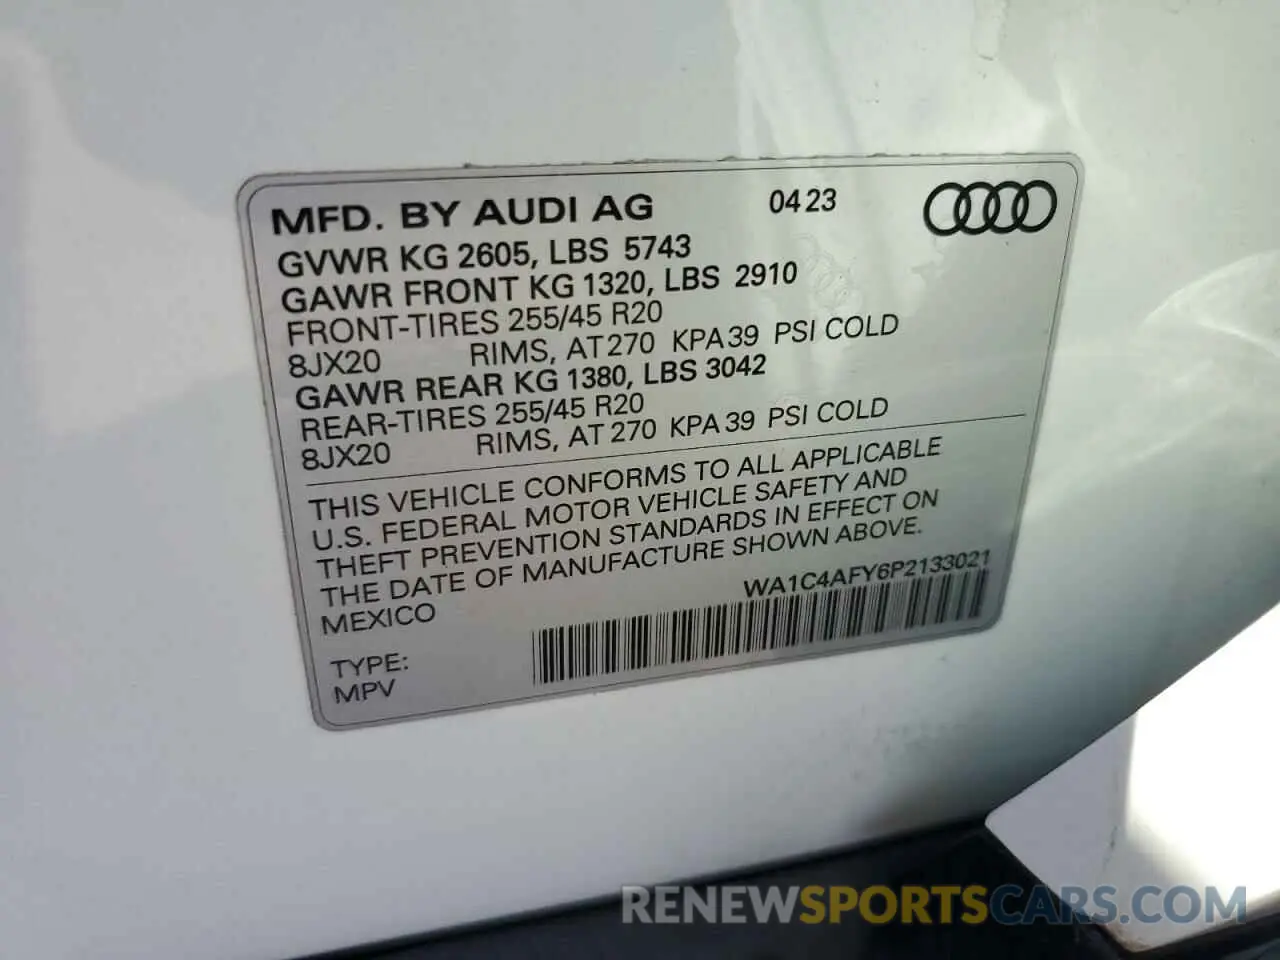 MFD. BY AUDI AG 0423
GVWR KG 2605, LBS 5743
GAWR FRONT KG 1320, LBS 2910
FRONT-TIRES 255/45 R20
8JX20 RIMS, AT 270 KPA 39 PSI COLD
GAWR REAR KG 1380, LBS 3042
REAR-TIRES 255/45 R20
8JX20 RIMS, AT 270 KPA 39 PSI COLD
THIS VEHICLE CONFORMS TO ALL APPLICABLE
U.S. FEDERAL MOTOR VEHICLE SAFETY AND
THEFT PREVENTION STANDARDS IN EFFECT ON
THE DATE OF MANUFACTURE SHOWN ABOVE.
MEXICO WA1C4AFY6P2133021
TYPE:
MPV
RENEWSPORTSCARS.COM